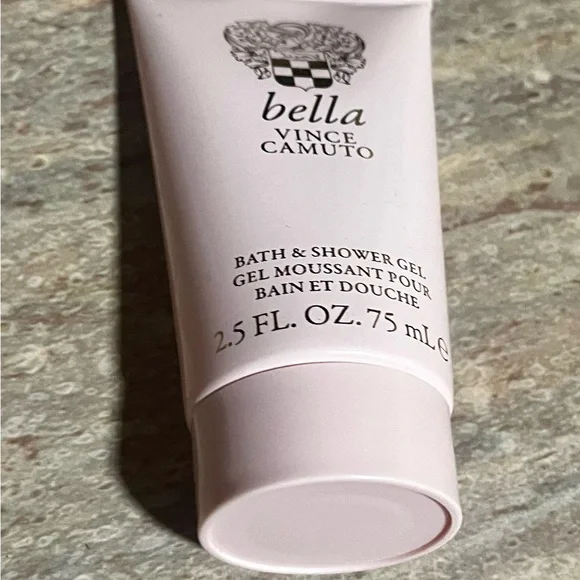 bella
VINCE
CAMUTO
BATH & SHOWER GEL
GEL MOUSSANT POUR
BAIN ET DOUCHE
2.5 FL. OZ. 75 mL ℮